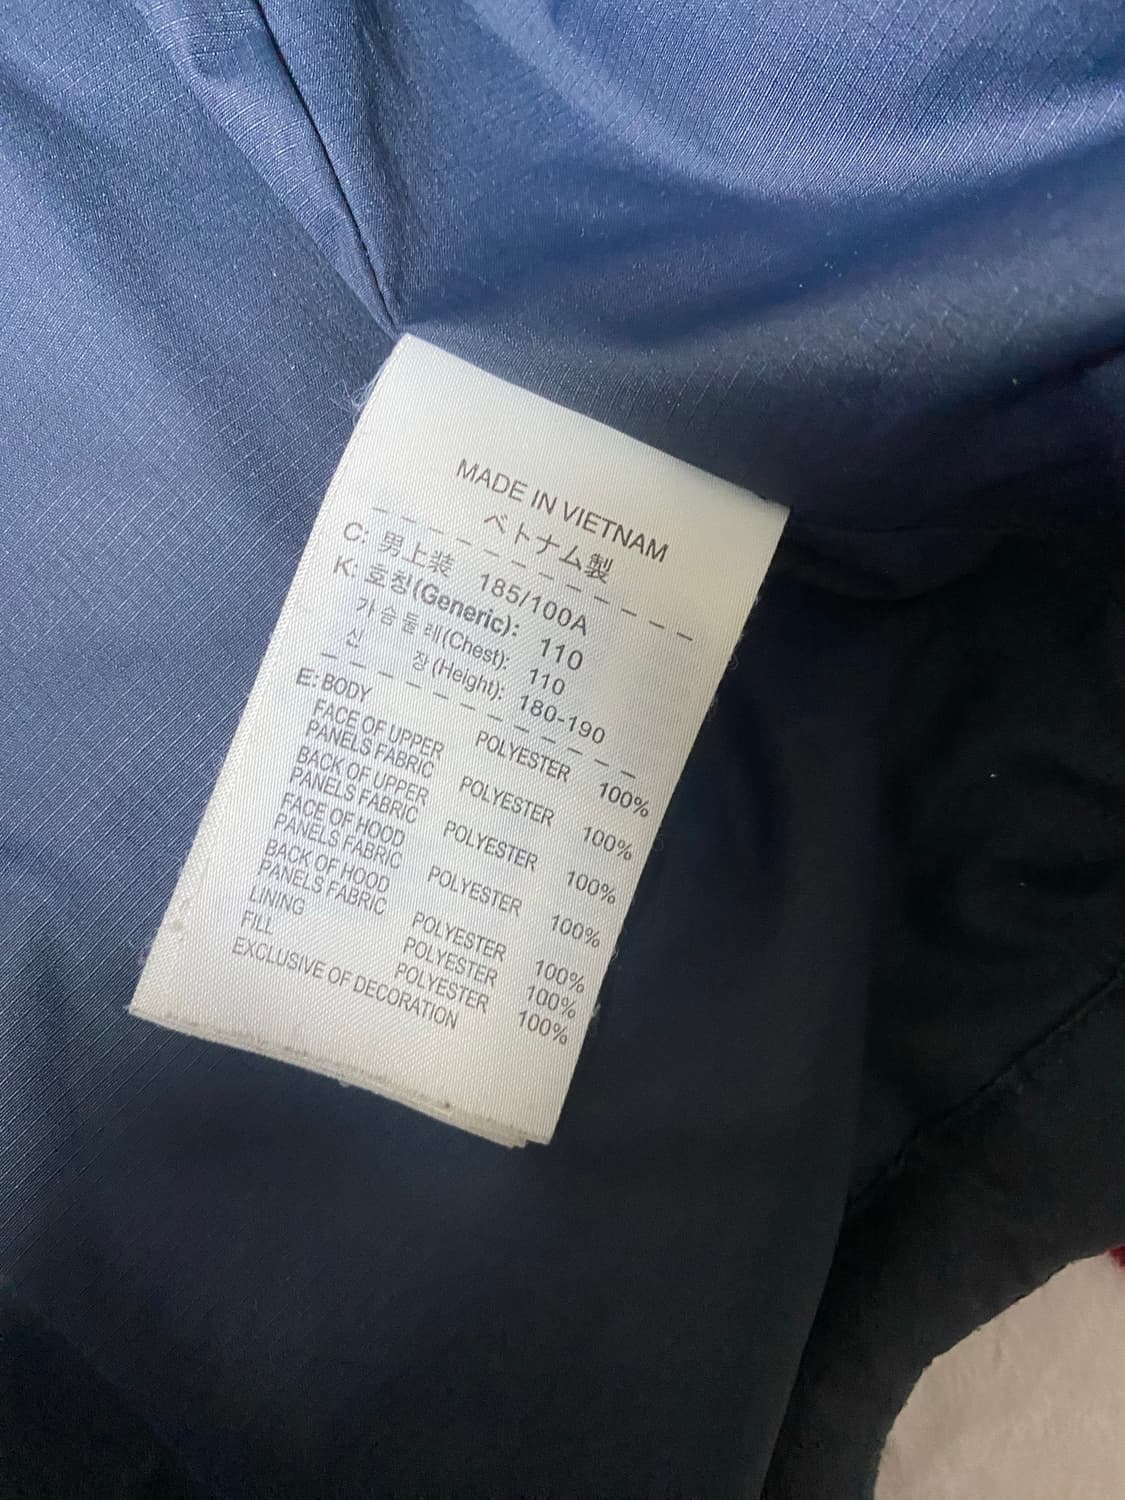 MADE IN VIETNAM
ベトナム製
C: 男上装 185/100A
K: 호칭(Generic): 110
가슴둘레(Chest): 110
신 장(Height): 180-190
E: BODY POLYESTER 100%
FACE OF UPPER
PANELS FABRIC POLYESTER 100%
BACK OF UPPER
PANELS FABRIC POLYESTER 100%
FACE OF HOOD
PANELS FABRIC POLYESTER 100%
BACK OF HOOD
PANELS FABRIC POLYESTER 100%
LINING POLYESTER 100%
FILL POLYESTER 100%
EXCLUSIVE OF DECORATION